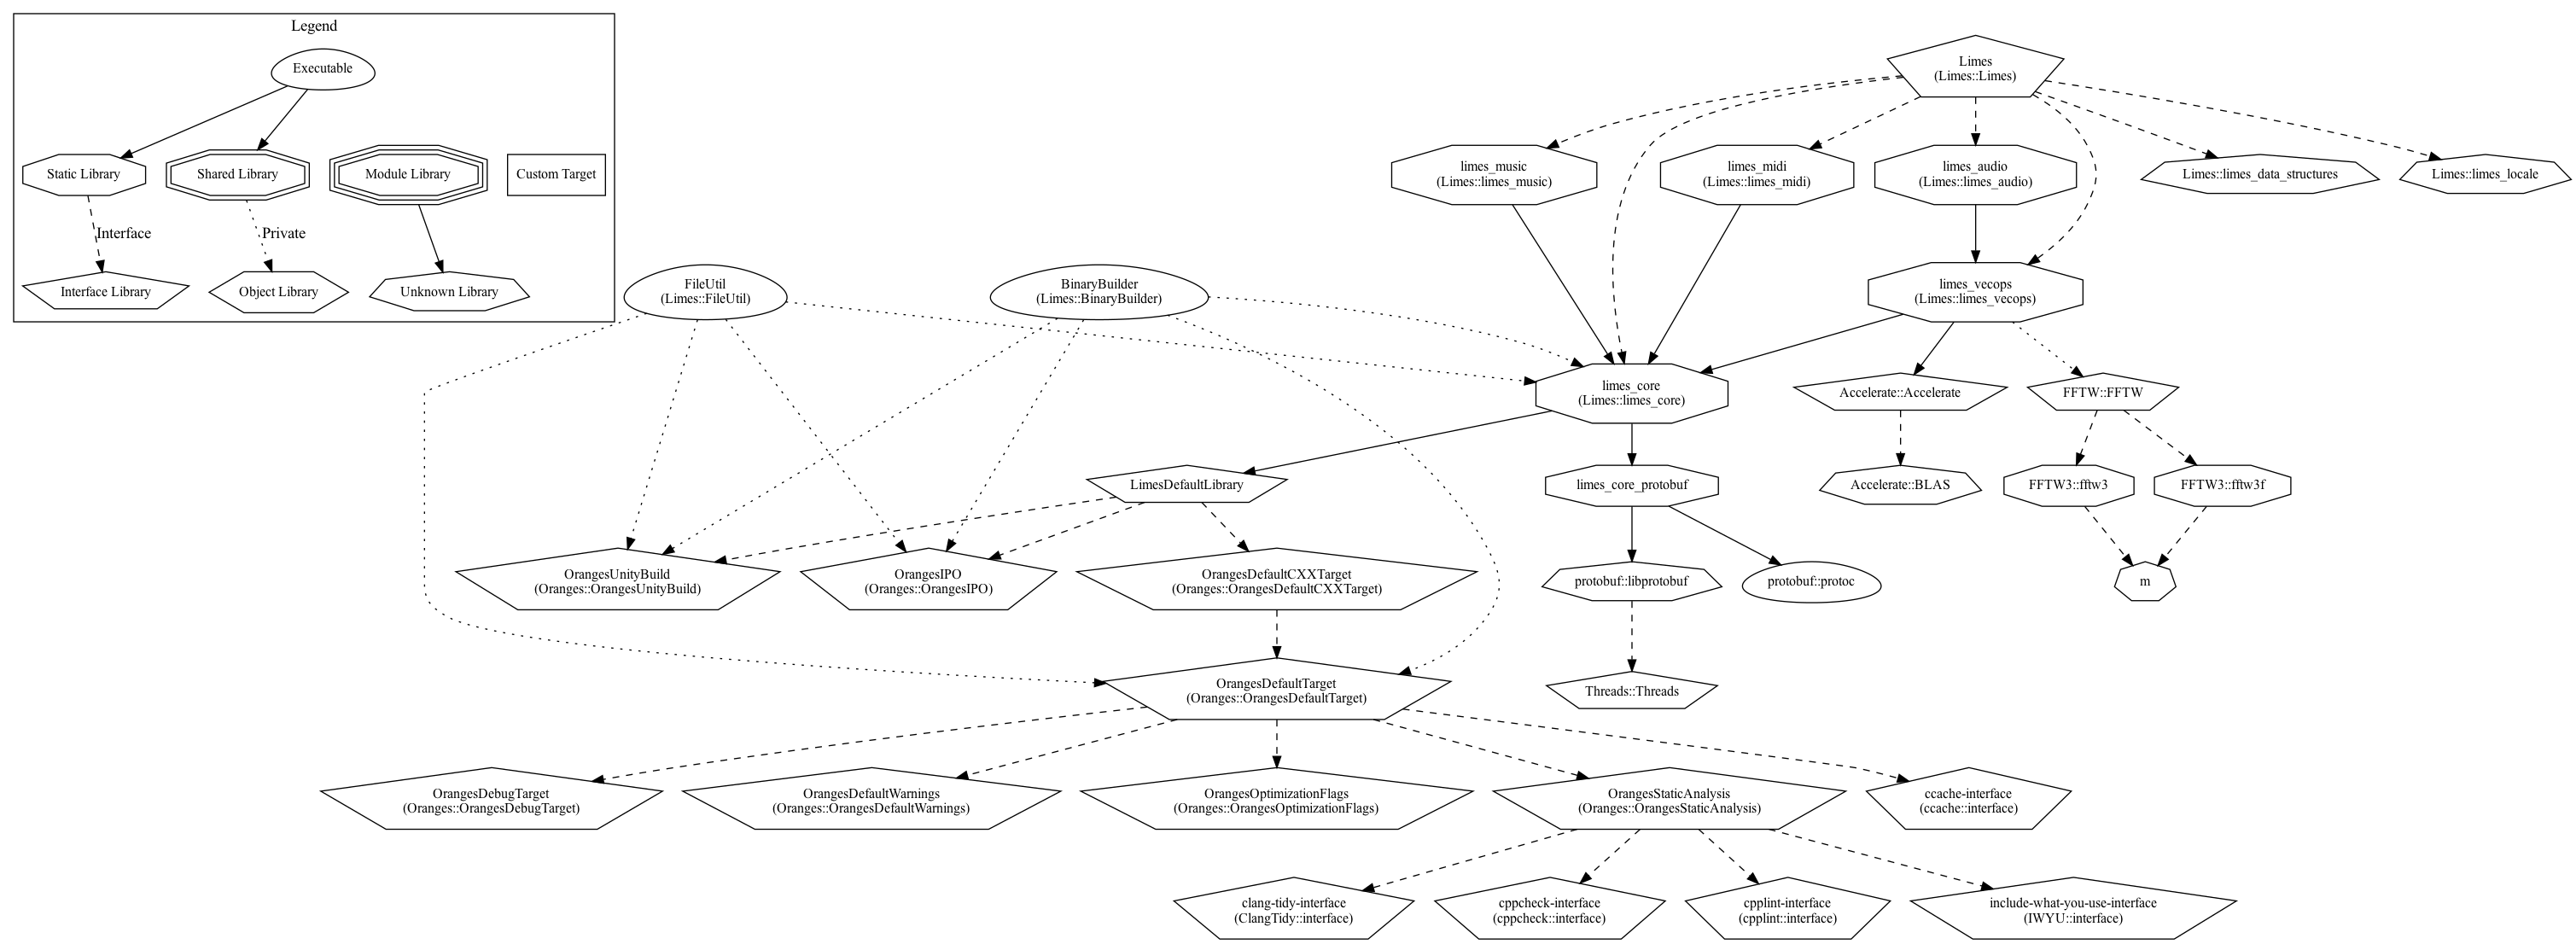 Legend
Executable
Static Library
Shared Library
Module Library
Custom Target
Interface
Private
Interface Library
Object Library
Unknown Library
Limes
(Limes::Limes)
limes_music
(Limes::limes_music)
limes_midi
(Limes::limes_midi)
limes_audio
(Limes::limes_audio)
Limes::limes_data_structures
Limes::limes_locale
FileUtil
(Limes::FileUtil)
BinaryBuilder
(Limes::BinaryBuilder)
limes_vecops
(Limes::limes_vecops)
limes_core
(Limes::limes_core)
Accelerate::Accelerate
FFTW::FFTW
LimesDefaultLibrary
limes_core_protobuf
Accelerate::BLAS
FFTW3::fftw3
FFTW3::fftw3f
OrangesUnityBuild
(Oranges::OrangesUnityBuild)
OrangesIPO
(Oranges::OrangesIPO)
OrangesDefaultCXXTarget
(Oranges::OrangesDefaultCXXTarget)
protobuf::libprotobuf
protobuf::protoc
m
OrangesDefaultTarget
(Oranges::OrangesDefaultTarget)
Threads::Threads
OrangesDebugTarget
(Oranges::OrangesDebugTarget)
OrangesDefaultWarnings
(Oranges::OrangesDefaultWarnings)
OrangesOptimizationFlags
(Oranges::OrangesOptimizationFlags)
OrangesStaticAnalysis
(Oranges::OrangesStaticAnalysis)
ccache-interface
(ccache::interface)
clang-tidy-interface
(ClangTidy::interface)
cppcheck-interface
(cppcheck::interface)
cpplint-interface
(cpplint::interface)
include-what-you-use-interface
(IWYU::interface)